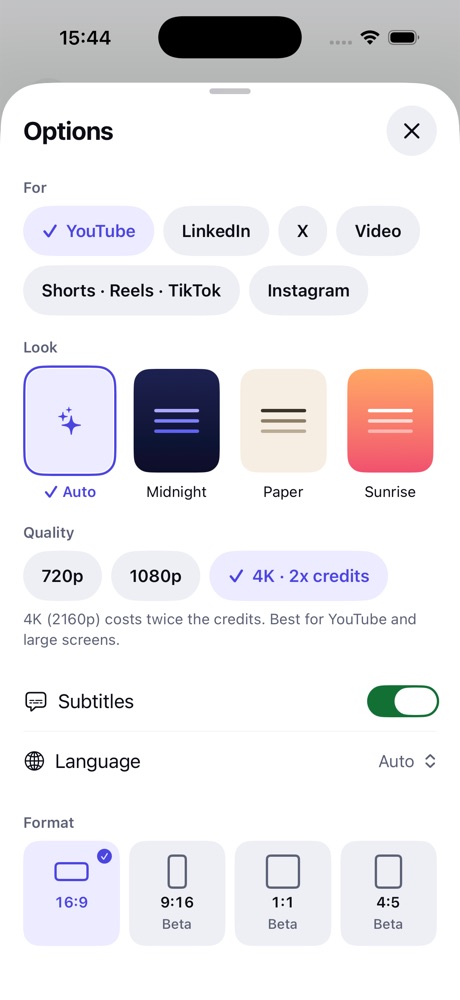 15:44
Options
For
YouTube
LinkedIn
X
Video
Shorts · Reels · TikTok
Instagram
Look
Auto
Midnight
Paper
Sunrise
Quality
720p
1080p
4K · 2x credits
4K (2160p) costs twice the credits. Best for YouTube and
large screens.
Subtitles
Language
Auto
Format
16:9
9:16
Beta
1:1
Beta
4:5
Beta